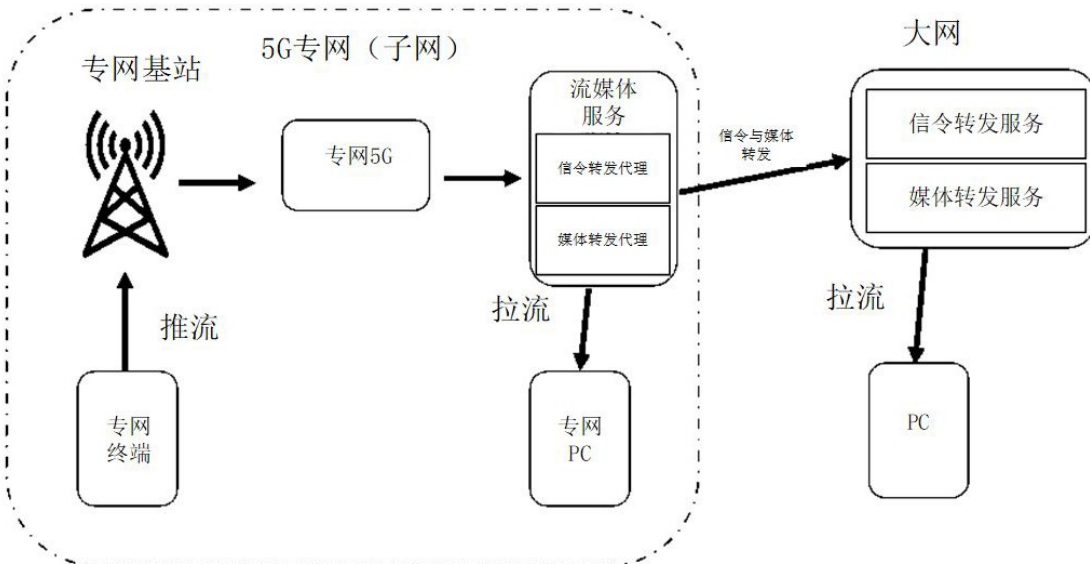 5G专网（子网）
大网
专网基站
流媒体
服务
专网5G
信令转发代理
媒体转发代理
信令与媒体
转发
信令转发服务
媒体转发服务
推流
拉流
拉流
专网
终端
专网
PC
PC